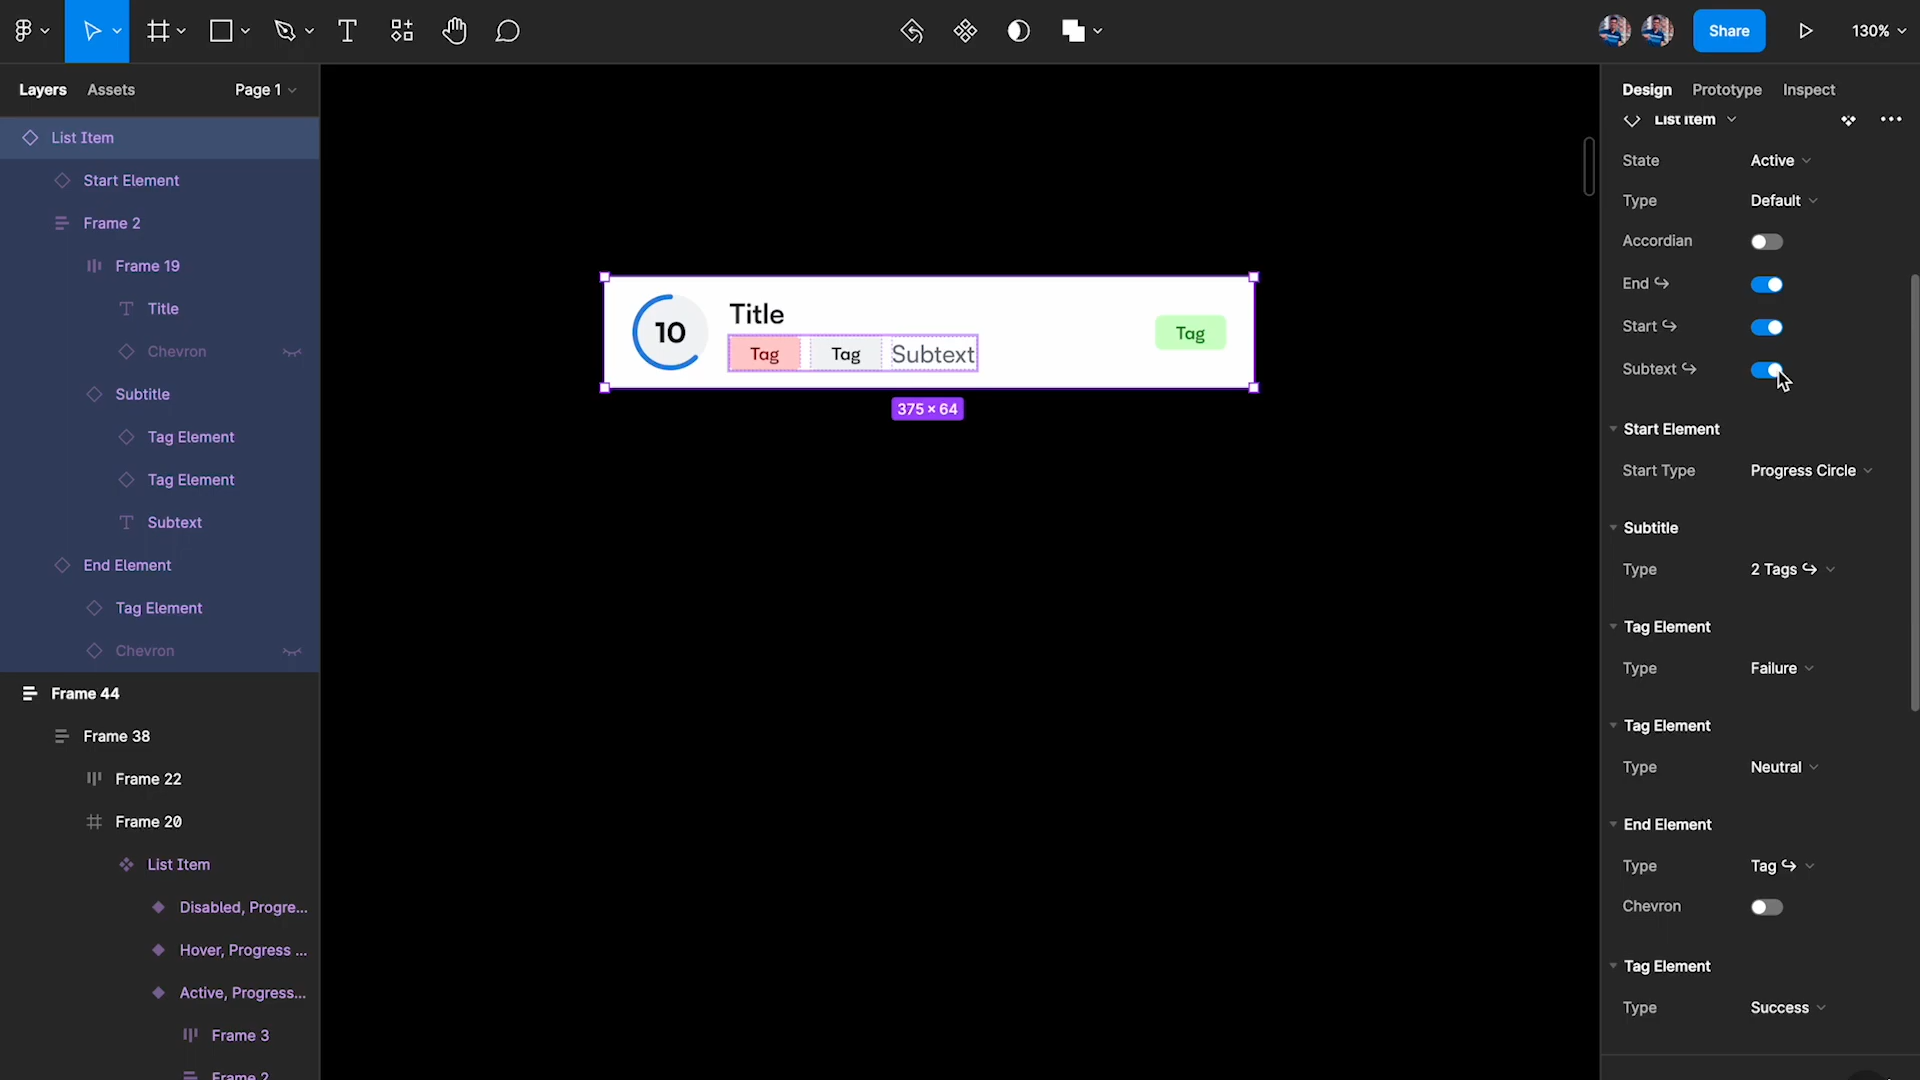 Share
130%
Layers
Assets
Page 1
Design
Prototype
Inspect
List Item
Start Element
Frame 2
Frame 19
Title
Chevron
Subtitle
Tag Element
Tag Element
Subtext
End Element
Tag Element
Chevron
Frame 44
Frame 38
Frame 22
Frame 20
List Item
Disabled, Progre...
Hover, Progress ...
Active, Progress...
Frame 3
Frame 2
10
Title
Tag
Tag
Subtext
Tag
375 × 64
List Item
State
Active
Type
Default
Accordian
End ↪
Start ↪
Subtext ↪
Start Element
Start Type
Progress Circle
Subtitle
Type
2 Tags ↪
Tag Element
Type
Failure
Tag Element
Type
Neutral
End Element
Type
Tag ↪
Chevron
Tag Element
Type
Success